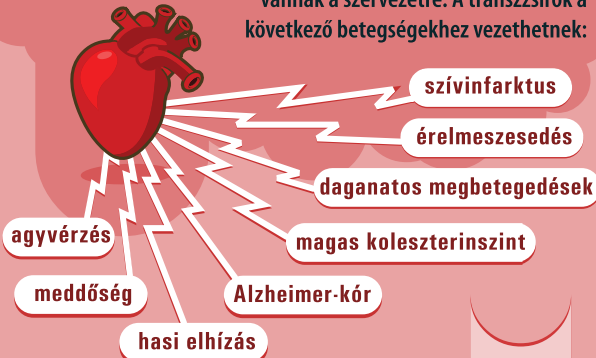 vannak a szervezetre. A transzzsírok a
következő betegségekhez vezethetnek:
szívinfarktus
érelmeszesedés
daganatos megbetegedések
magas koleszterinszint
Alzheimer-kór
agyvérzés
meddőség
hasi elhízás